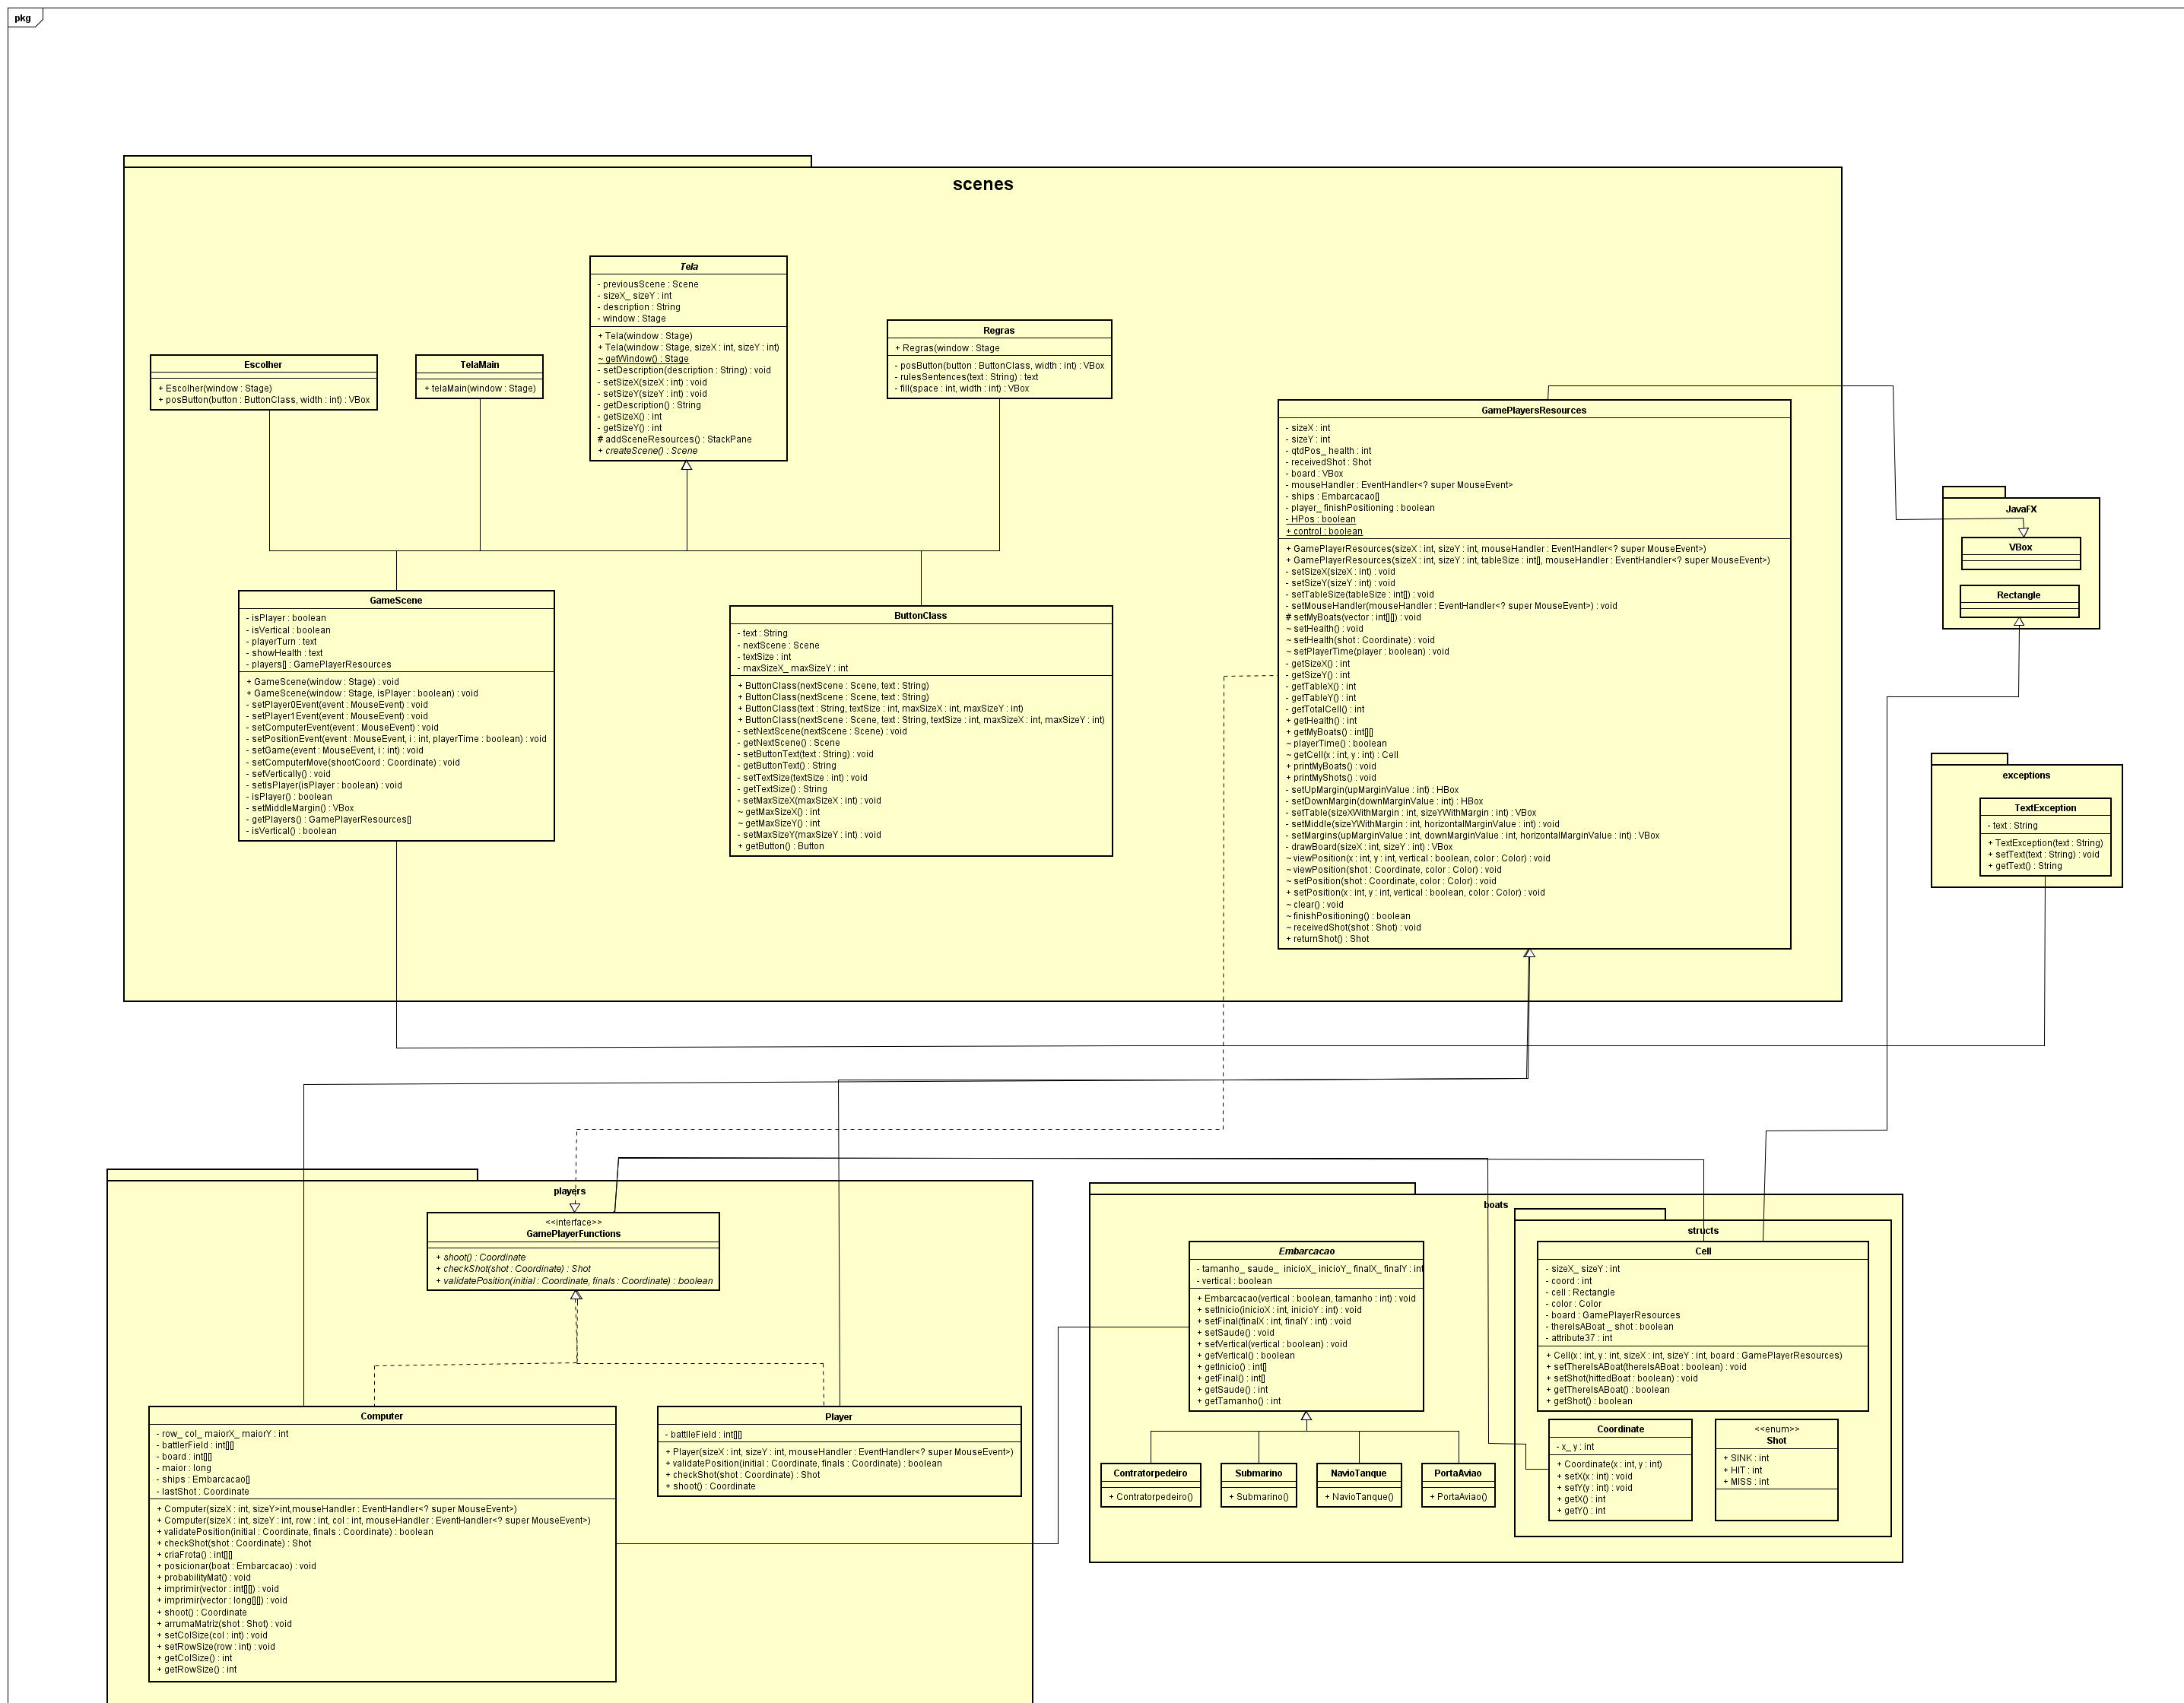 pkg
scenes
Tela
- previousScene : Scene
- sizeX_ sizeY : int
- description : String
- window : Stage
+ Tela(window : Stage)
+ Tela(window : Stage, sizeX : int, sizeY : int)
~ getWindow() : Stage
- setDescription(description : String) : void
- setSizeX(sizeX : int) : void
- setSizeY(sizeY : int) : void
- getDescription() : String
- getSizeX() : int
- getSizeY() : int
# addSceneResources() : StackPane
+ createScene() : Scene
Regras
+ Regras(window : Stage
- posButton(button : ButtonClass, width : int) : VBox
- rulesSentences(text : String) : text
- fill(space : int, width : int) : VBox
Escolher
+ Escolher(window : Stage)
+ posButton(button : ButtonClass, width : int) : VBox
TelaMain
+ telaMain(window : Stage)
GamePlayersResources
- sizeX : int
- sizeY : int
- qtdPos_ health : int
- receivedShot : Shot
- board : VBox
- mouseHandler : EventHandler<? super MouseEvent>
- ships : Embarcacao[]
- player_ finishPositioning : boolean
- HPos : boolean
+ control : boolean
+ GamePlayerResources(sizeX : int, sizeY : int, mouseHandler : EventHandler<? super MouseEvent>)
+ GamePlayerResources(sizeX : int, sizeY : int, tableSize : int[], mouseHandler : EventHandler<? super MouseEvent>)
- setSizeX(sizeX : int) : void
- setSizeY(sizeY : int) : void
- setTableSize(tableSize : int[]) : void
- setMouseHandler(mouseHandler : EventHandler<? super MouseEvent>) : void
# setMyBoats(vector : int[][]) : void
~ setHealth() : void
~ setHealth(shot : Coordinate) : void
~ setPlayerTime(player : boolean) : void
- getSizeX() : int
- getSizeY() : int
- getTableX() : int
- getTableY() : int
- getTotalCell() : int
+ getHealth() : int
+ getMyBoats() : int[][]
~ playerTime() : boolean
~ getCell(x : int, y : int) : Cell
+ printMyBoats() : void
+ printMyShots() : void
- setUpMargin(upMarginValue : int) : HBox
- setDownMargin(downMarginValue : int) : HBox
- setTable(sizeXWithMargin : int, sizeYWithMargin : int) : VBox
- setMiddle(sizeYWithMargin : int, horizontalMarginValue : int) : void
- setMargins(upMarginValue : int, downMarginValue : int, horizontalMarginValue : int) : VBox
- drawBoard(sizeX : int, sizeY : int) : VBox
~ viewPosition(x : int, y : int, vertical : boolean, color : Color) : void
~ viewPosition(shot : Coordinate, color : Color) : void
~ setPosition(shot : Coordinate, color : Color) : void
+ setPosition(x : int, y : int, vertical : boolean, color : Color) : void
~ clear() : void
~ finishPositioning() : boolean
~ receivedShot(shot : Shot) : void
+ returnShot() : Shot
JavaFX
VBox
Rectangle
GameScene
- isPlayer : boolean
- isVertical : boolean
- playerTurn : text
- showHealth : text
- players[] : GamePlayerResources
+ GameScene(window : Stage) : void
+ GameScene(window : Stage, isPlayer : boolean) : void
- setPlayer0Event(event : MouseEvent) : void
- setPlayer1Event(event : MouseEvent) : void
- setComputerEvent(event : MouseEvent) : void
- setPositionEvent(event : MouseEvent, i : int, playerTime : boolean) : void
- setGame(event : MouseEvent, i : int) : void
- setComputerMove(shootCoord : Coordinate) : void
- setVertically() : void
- setIsPlayer(isPlayer : boolean) : void
- isPlayer() : boolean
- setMiddleMargin() : VBox
- getPlayers() : GamePlayerResources[]
- isVertical() : boolean
ButtonClass
- text : String
- nextScene : Scene
- textSize : int
- maxSizeX_ maxSizeY : int
+ ButtonClass(nextScene : Scene, text : String)
+ ButtonClass(nextScene : Scene, text : String)
+ ButtonClass(text : String, textSize : int, maxSizeX : int, maxSizeY : int)
+ ButtonClass(nextScene : Scene, text : String, textSize : int, maxSizeX : int, maxSizeY : int)
- setNextScene(nextScene : Scene) : void
- getNextScene() : Scene
- setButtonText(text : String) : void
- getButtonText() : String
- setTextSize(textSize : int) : void
- getTextSize() : String
- setMaxSizeX(maxSizeX : int) : void
~ getMaxSizeX() : int
~ getMaxSizeY() : int
- setMaxSizeY(maxSizeY : int) : void
+ getButton() : Button
exceptions
TextException
- text : String
+ TextException(text : String)
+ setText(text : String) : void
+ getText() : String
players
<<interface>>
GamePlayerFunctions
+ shoot() : Coordinate
+ checkShot(shot : Coordinate) : Shot
+ validatePosition(initial : Coordinate, finals : Coordinate) : boolean
Computer
- row_ col_ maiorX_ maiorY : int
- battlerField : int[][]
- board : int[][]
- maior : long
- ships : Embarcacao[]
- lastShot : Coordinate
+ Computer(sizeX : int, sizeY>int,mouseHandler : EventHandler<? super MouseEvent>)
+ Computer(sizeX : int, sizeY : int, row : int, col : int, mouseHandler : EventHandler<? super MouseEvent>)
+ validatePosition(initial : Coordinate, finals : Coordinate) : boolean
+ checkShot(shot : Coordinate) : Shot
+ criaFrota() : int[][]
+ posicionar(boat : Embarcacao) : void
+ probabilityMat() : void
+ imprimir(vector : int[][]) : void
+ imprimir(vector : long[][]) : void
+ shoot() : Coordinate
+ arrumaMatriz(shot : Shot) : void
+ setColSize(col : int) : void
+ setRowSize(row : int) : void
+ getColSize() : int
+ getRowSize() : int
Player
- battlleField : int[][]
+ Player(sizeX : int, sizeY : int, mouseHandler : EventHandler<? super MouseEvent>)
+ validatePosition(initial : Coordinate, finals : Coordinate) : boolean
+ checkShot(shot : Coordinate) : Shot
+ shoot() : Coordinate
boats
Embarcacao
- tamanho_ saude_ inicioX_ inicioY_ finalX_ finalY : int
- vertical : boolean
+ Embarcacao(vertical : boolean, tamanho : int) : void
+ setInicio(inicioX : int, inicioY : int) : void
+ setFinal(finalX : int, finalY : int) : void
+ setSaude() : void
+ setVertical(vertical : boolean) : void
+ getVertical() : boolean
+ getInicio() : int[]
+ getFinal() : int[]
+ getSaude() : int
+ getTamanho() : int
Contratorpedeiro
+ Contratorpedeiro()
Submarino
+ Submarino()
NavioTanque
+ NavioTanque()
PortaAviao
+ PortaAviao()
structs
Cell
- sizeX_ sizeY : int
- coord : int
- cell : Rectangle
- color : Color
- board : GamePlayerResources
- thereIsABoat _ shot : boolean
- attribute37 : int
+ Cell(x : int, y : int, sizeX : int, sizeY : int, board : GamePlayerResources)
+ setThereIsABoat(thereIsABoat : boolean) : void
+ setShot(hittedBoat : boolean) : void
+ getThereIsABoat() : boolean
+ getShot() : boolean
Coordinate
- x_ y : int
+ Coordinate(x : int, y : int)
+ setX(x : int) : void
+ setY(y : int) : void
+ getX() : int
+ getY() : int
<<enum>>
Shot
+ SINK : int
+ HIT : int
+ MISS : int